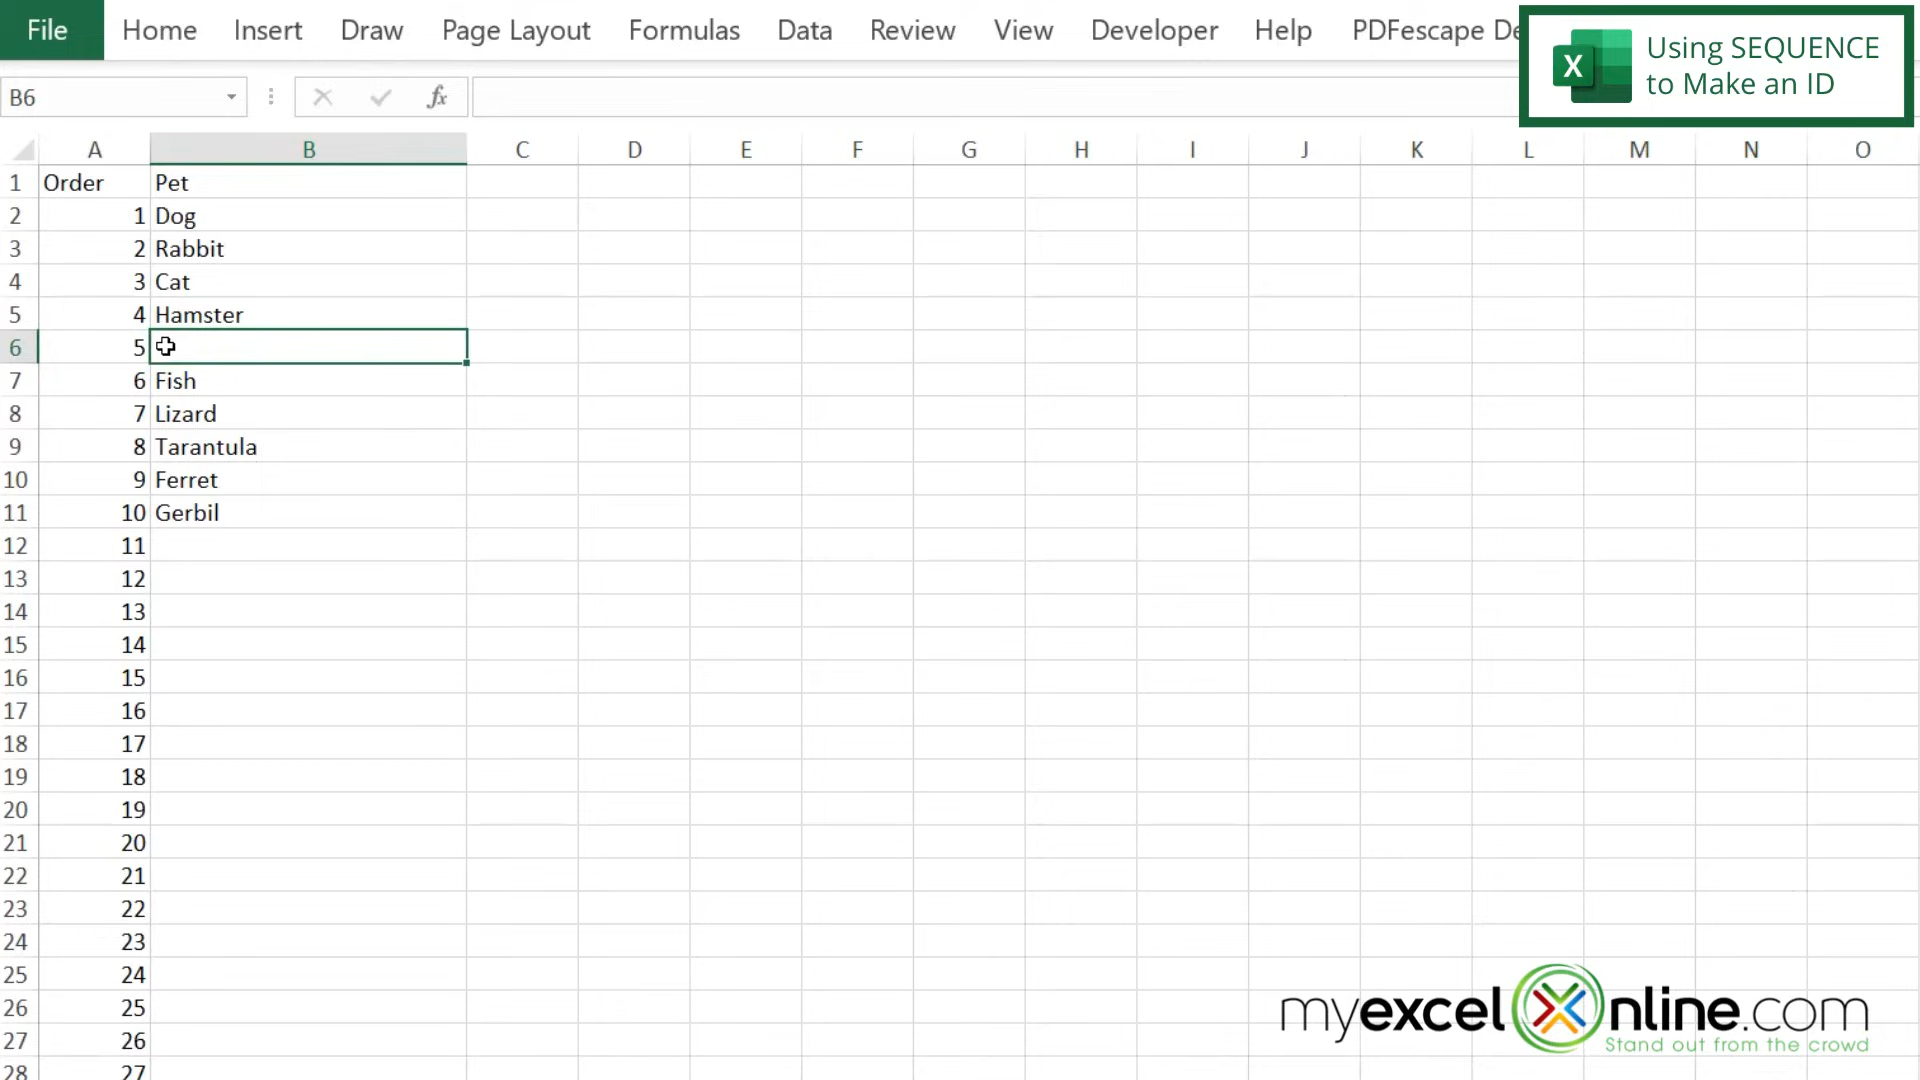 File Home Insert Draw Page Layout Formulas Data Review View Developer Help PDFescape De
Using SEQUENCE
to Make an ID
B6 fx
A B C D E F G H I J K L M N O
1 Order Pet
2 1 Dog
3 2 Rabbit
4 3 Cat
5 4 Hamster
6 5
7 6 Fish
8 7 Lizard
9 8 Tarantula
10 9 Ferret
11 10 Gerbil
12 11
13 12
14 13
15 14
16 15
17 16
18 17
19 18
20 19
21 20
22 21
23 22
24 23
25 24
26 25
27 26
28 27
myexcelonline.com
Stand out from the crowd